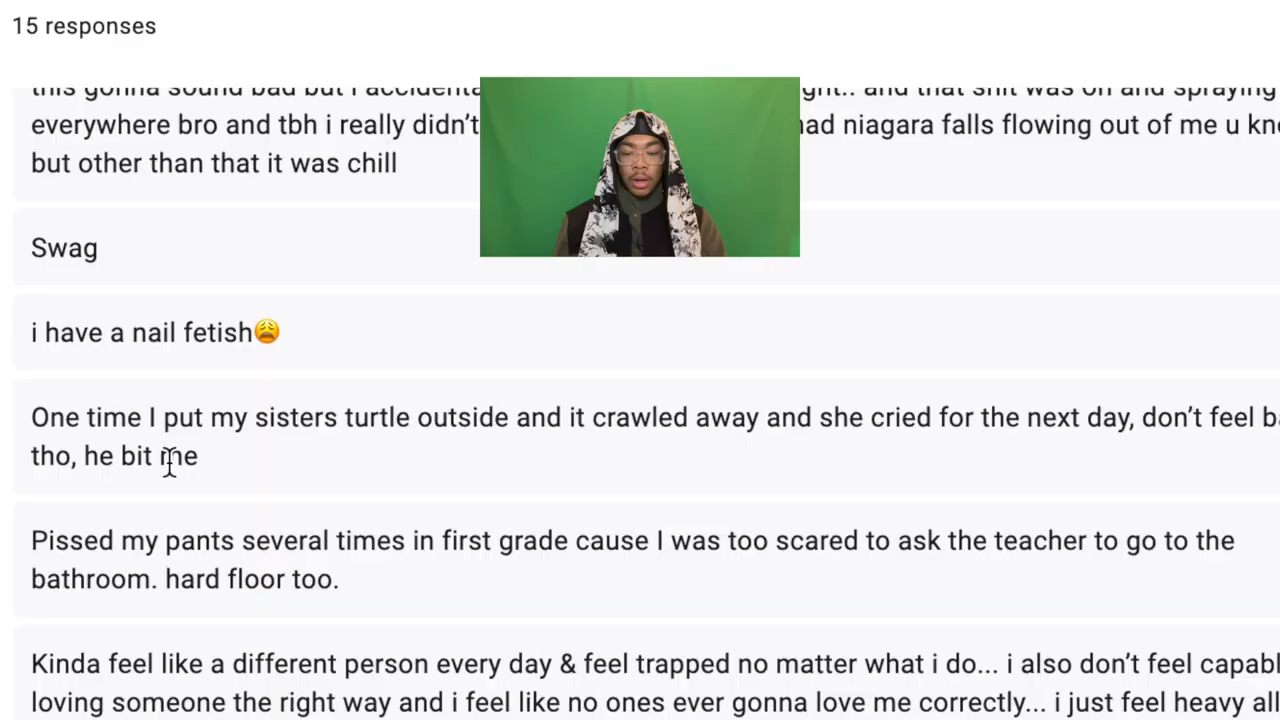 15 responses
this gonna sound bad but i accidenta ght.. and that shit was on and spraying
everywhere bro and tbh i really didn’t had niagara falls flowing out of me u kn
but other than that it was chill
Swag
i have a nail fetish😩
One time I put my sisters turtle outside and it crawled away and she cried for the next day, don’t feel ba
tho, he bit me
Pissed my pants several times in first grade cause I was too scared to ask the teacher to go to the
bathroom. hard floor too.
Kinda feel like a different person every day & feel trapped no matter what i do... i also don’t feel capabl
loving someone the right way and i feel like no ones ever gonna love me correctly... i just feel heavy all